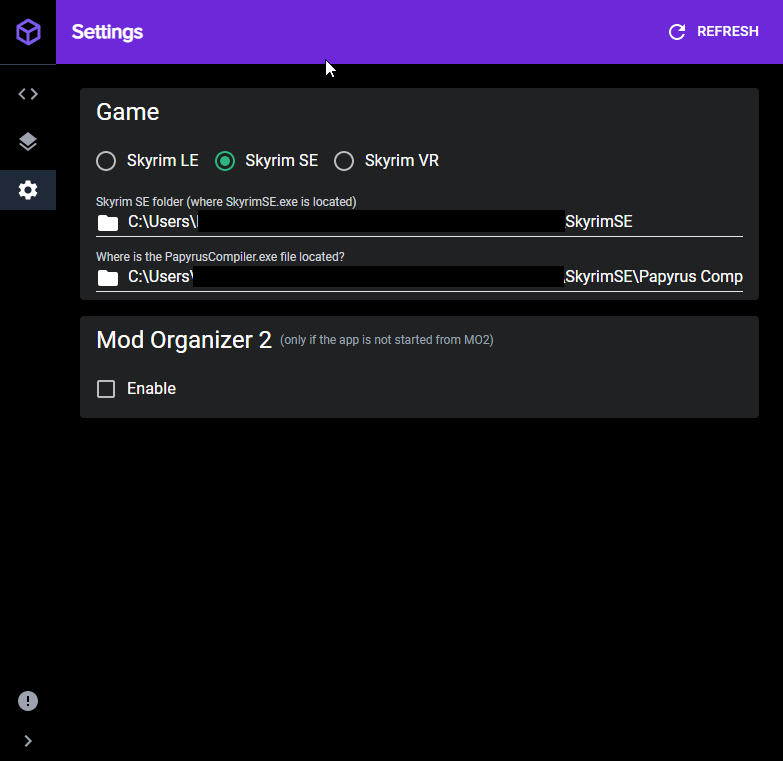 Settings
REFRESH
Game
Skyrim LE
Skyrim SE
Skyrim VR
Skyrim SE folder (where SkyrimSE.exe is located)
C:\Users\ SkyrimSE
Where is the PapyrusCompiler.exe file located?
C:\Users\ \SkyrimSE\Papyrus Comp
Mod Organizer 2 (only if the app is not started from MO2)
Enable